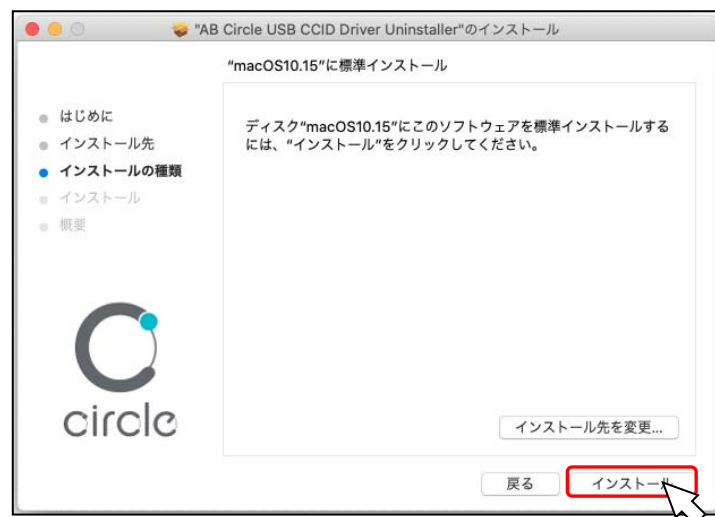 "AB Circle USB CCID Driver Uninstaller"のインストール
“macOS10.15”に標準インストール
はじめに
インストール先
インストールの種類
インストール
概要
ディスク“macOS10.15”にこのソフトウェアを標準インストールする
には、“インストール”をクリックしてください。
circle
インストール先を変更...
戻る
インストール